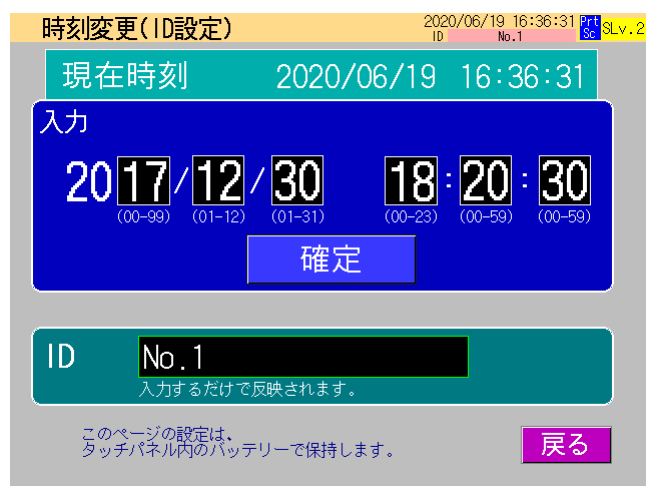 時刻変更(ID設定)
2020/06/19 16:36:31
ID No.1
Prt Sc
SLv.2
現在時刻 2020/06/19 16:36:31
入力
20 17 / 12 / 30 18 : 20 : 30
(00-99) (01-12) (01-31) (00-23) (00-59) (00-59)
確定
ID No.1
入力するだけで反映されます。
このページの設定は、
タッチパネル内のバッテリーで保持します。
戻る